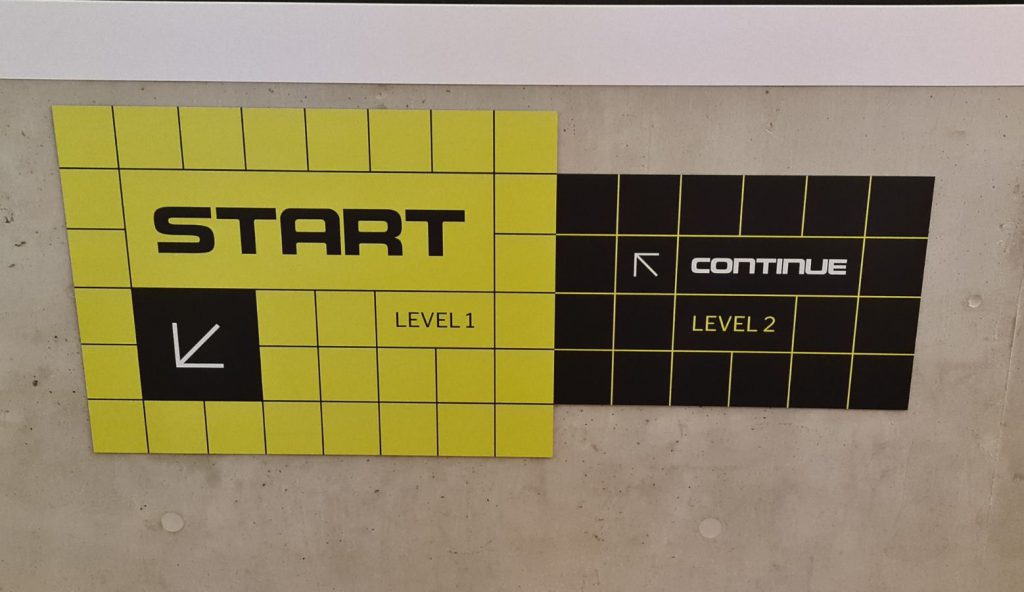 START
LEVEL 1
CONTINUE
LEVEL 2